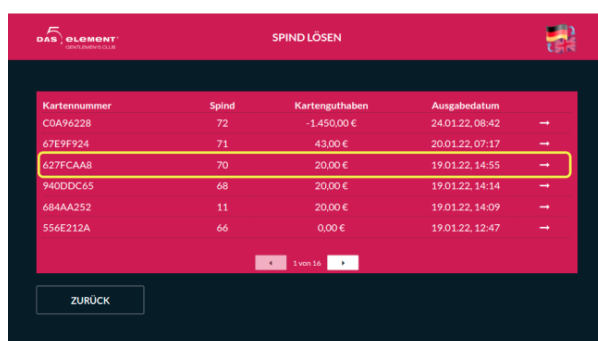 5
DAS ELEMENT
GENTLEMEN'S CLUB
SPIND LÖSEN
Kartennummer Spind Kartenguthaben Ausgabedatum
C0A96228 72 -1.450,00 € 24.01.22, 08:42 →
67E9F924 71 43,00 € 20.01.22, 07:17 →
627FCAA8 70 20,00 € 19.01.22, 14:55 →
940DDC65 68 20,00 € 19.01.22, 14:14 →
684AA252 11 20,00 € 19.01.22, 14:09 →
556E212A 66 0,00 € 19.01.22, 12:47 →
1 von 16
ZURÜCK